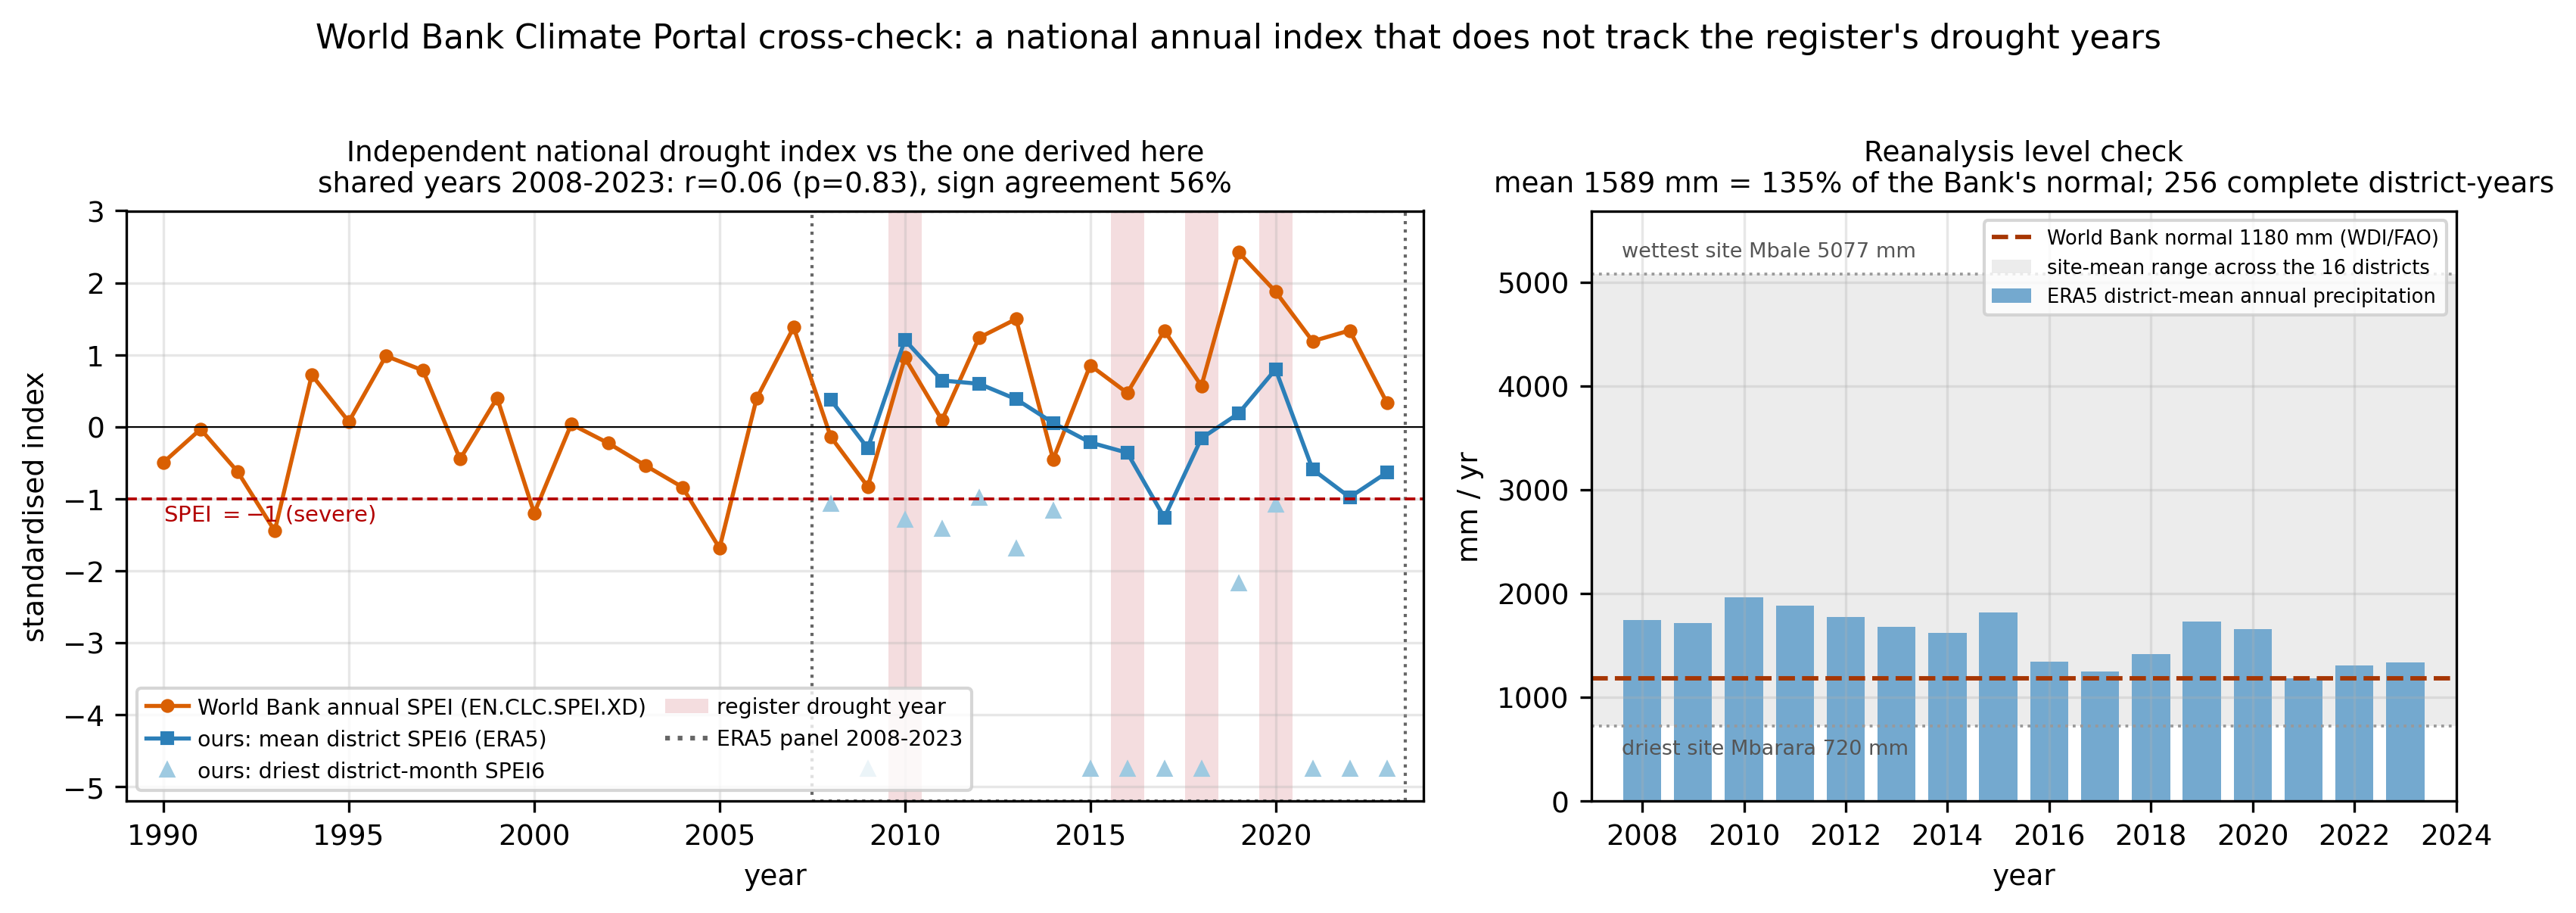 World Bank Climate Portal cross-check: a national annual index that does not track the register's drought years
Independent national drought index vs the one derived here
shared years 2008-2023: r=0.06 (p=0.83), sign agreement 56%
standardised index
3
2
1
0
−1
−2
−3
−4
−5
SPEI = −1 (severe)
World Bank annual SPEI (EN.CLC.SPEI.XD)
ours: mean district SPEI6 (ERA5)
ours: driest district-month SPEI6
register drought year
ERA5 panel 2008-2023
1990 1995 2000 2005 2010 2015 2020
year
Reanalysis level check
mean 1589 mm = 135% of the Bank's normal; 256 complete district-years
mm / yr
5000
4000
3000
2000
1000
0
wettest site Mbale 5077 mm
World Bank normal 1180 mm (WDI/FAO)
site-mean range across the 16 districts
ERA5 district-mean annual precipitation
driest site Mbarara 720 mm
2008 2010 2012 2014 2016 2018 2020 2022 2024
year